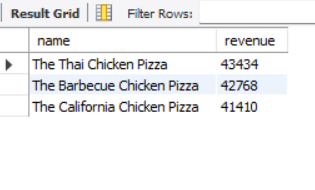 Result Grid Filter Rows:
name revenue
The Thai Chicken Pizza 43434
The Barbecue Chicken Pizza 42768
The California Chicken Pizza 41410